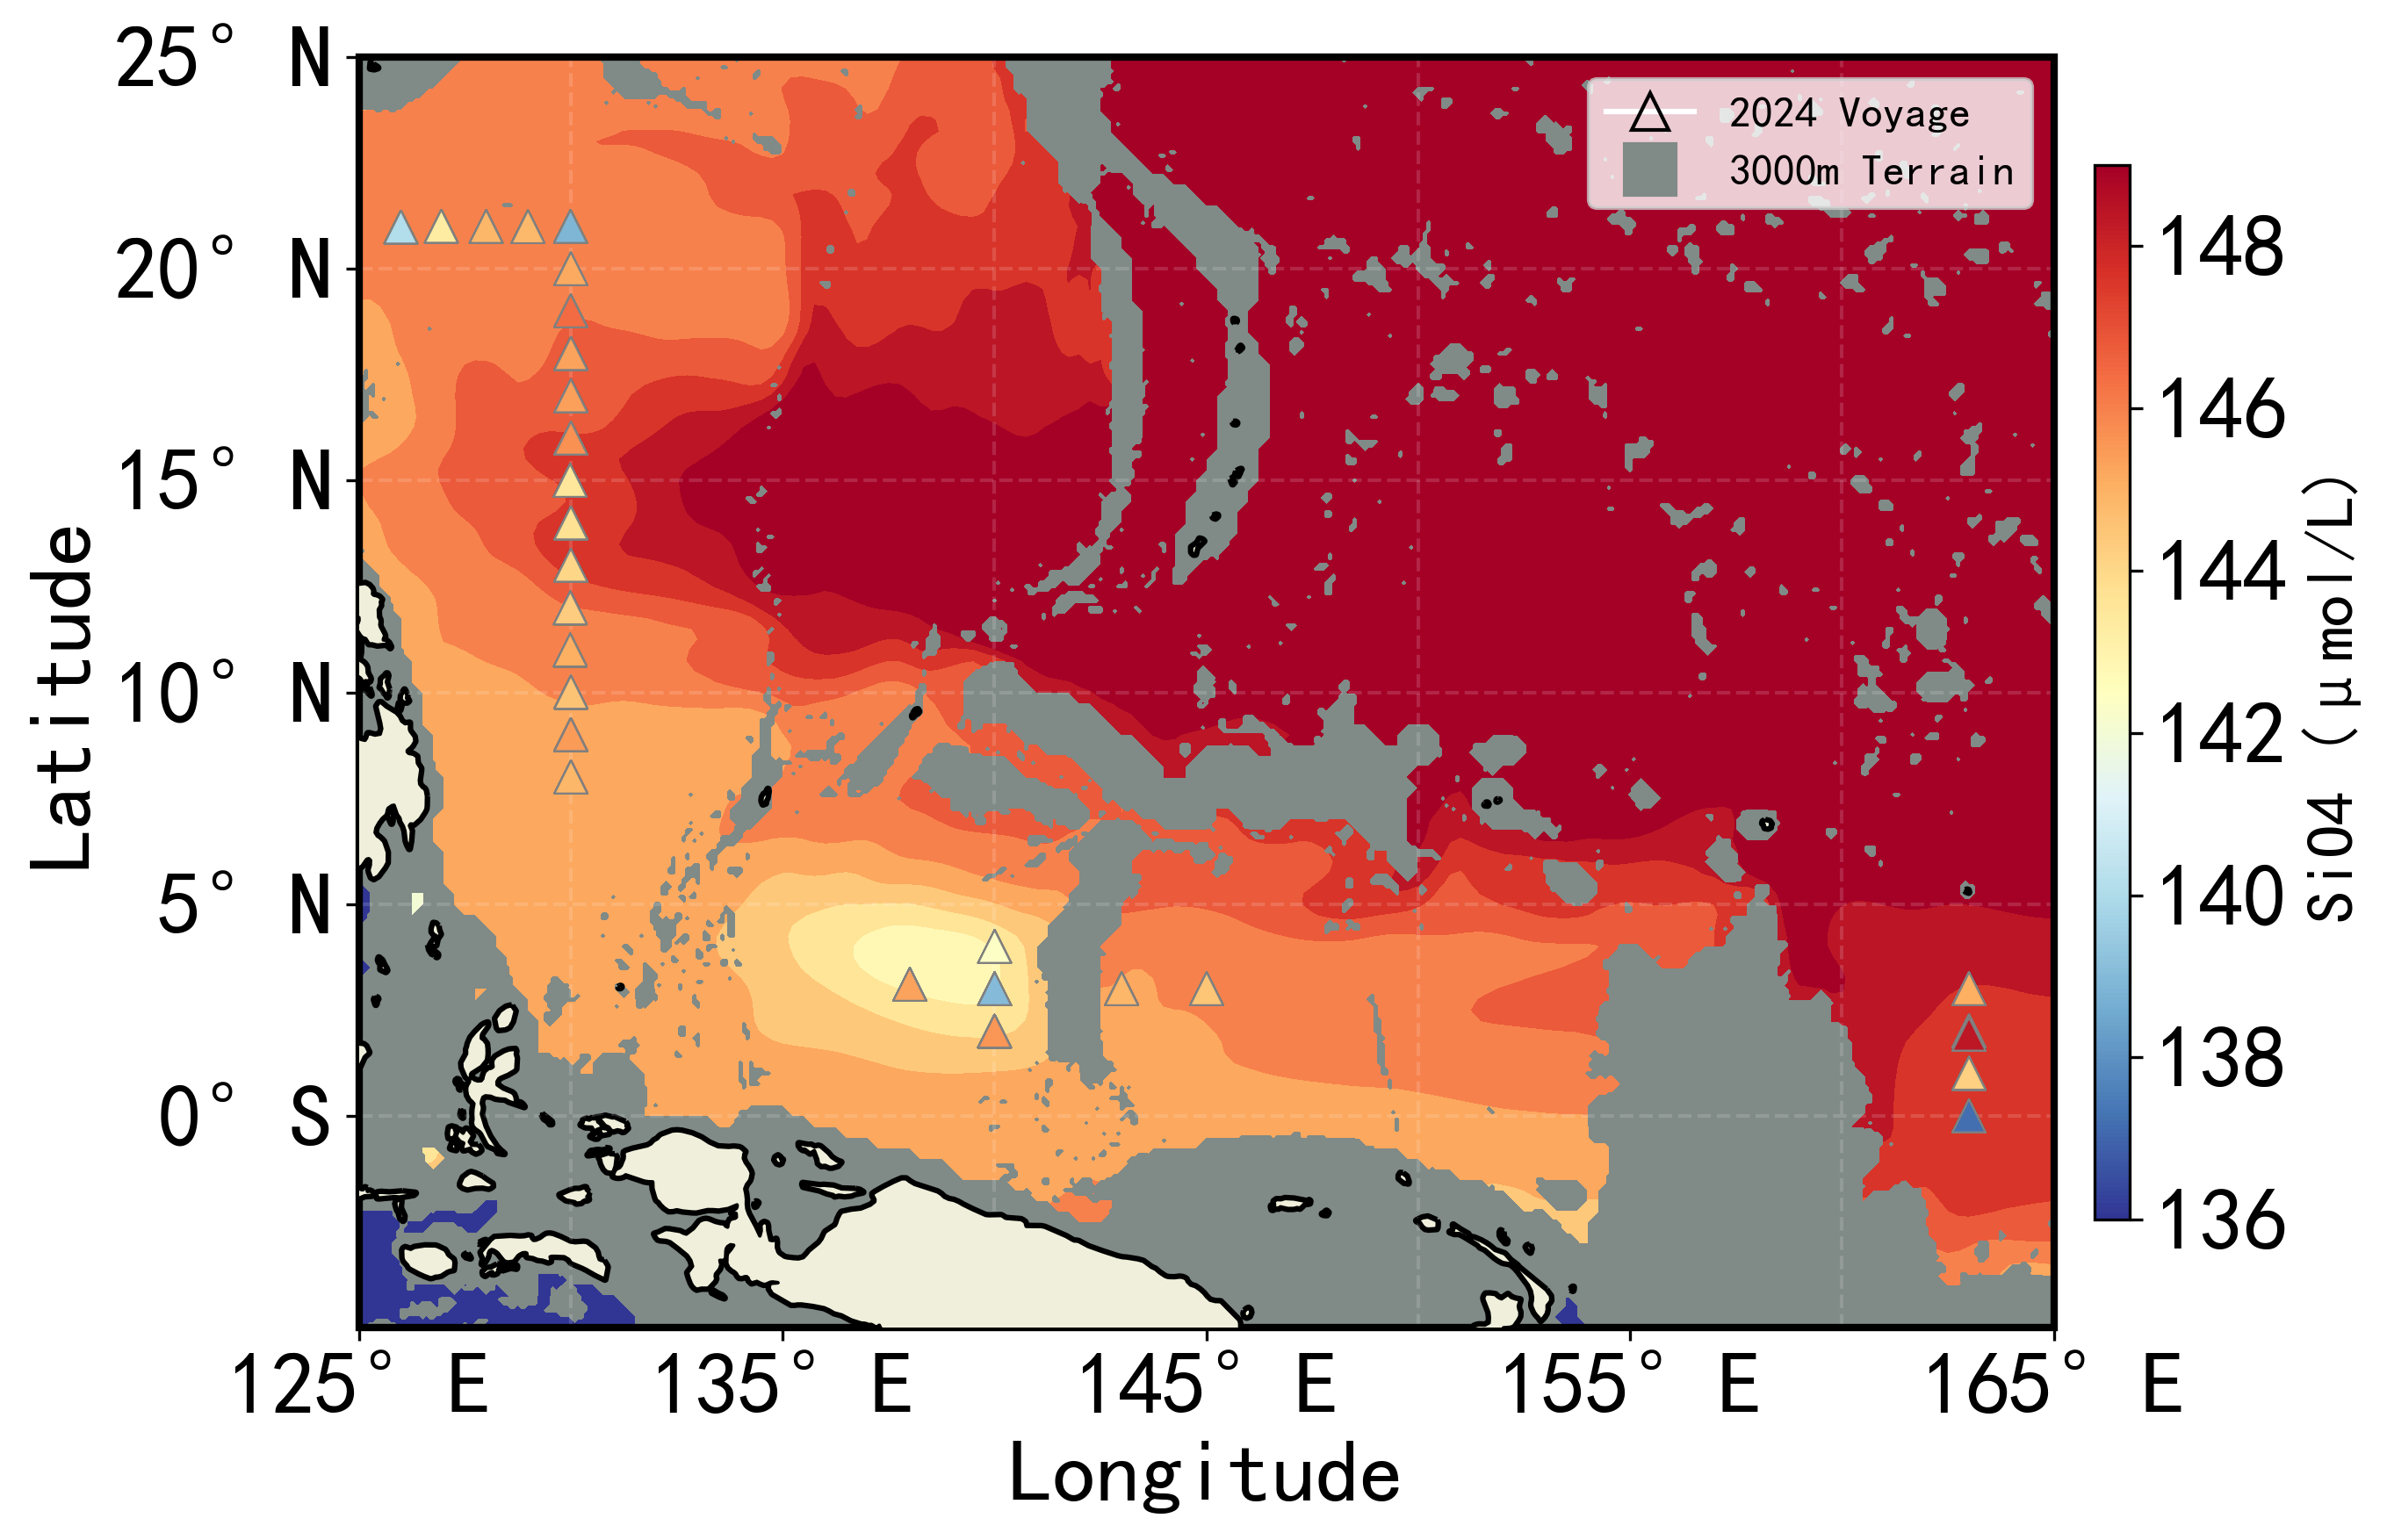 25° N
20° N
15° N
10° N
5° N
0° S
Latitude
125° E
135° E
145° E
155° E
165° E
Longitude
2024 Voyage
3000m Terrain
148
146
144
142
140
138
136
SiO4 (μmol/L)